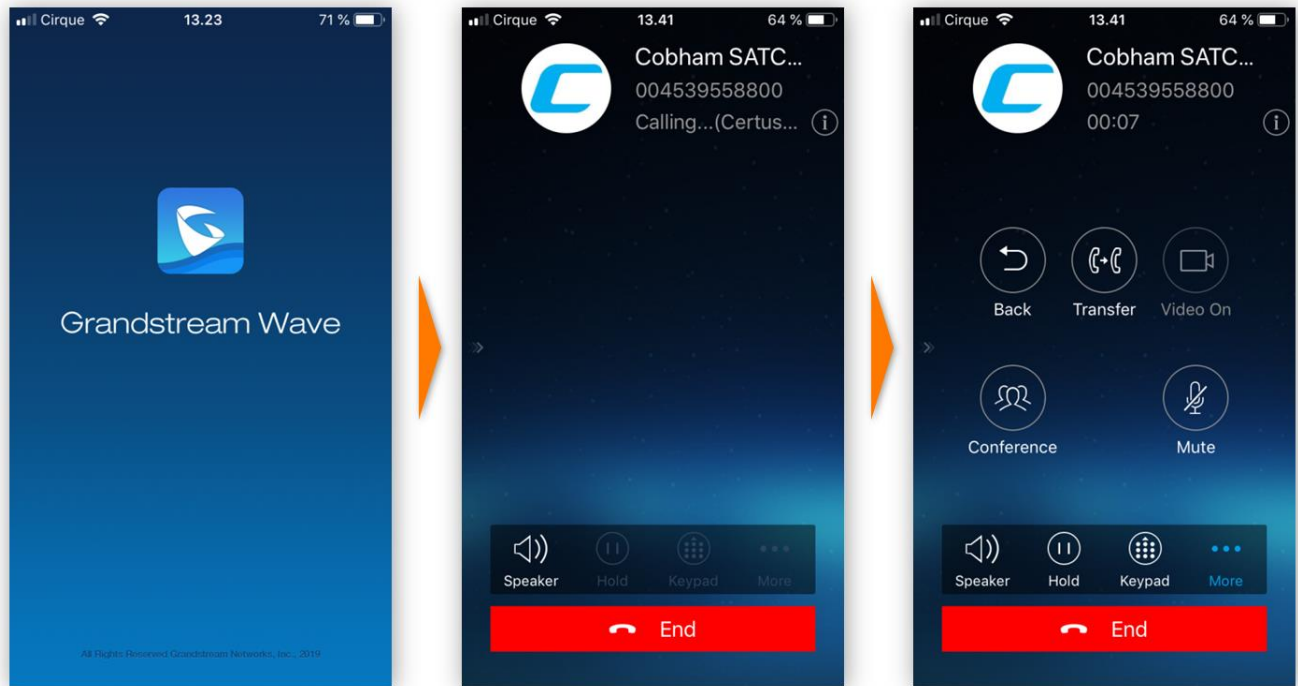 Cirque 13.23 71 %
Grandstream Wave
All Rights Reserved Grandstream Networks, Inc., 2019
Cirque 13.41 64 %
Cobham SATC...
004539558800
Calling...(Certus...
Speaker Hold Keypad More
End
Cirque 13.41 64 %
Cobham SATC...
004539558800
00:07
Back Transfer Video On
Conference Mute
Speaker Hold Keypad More
End